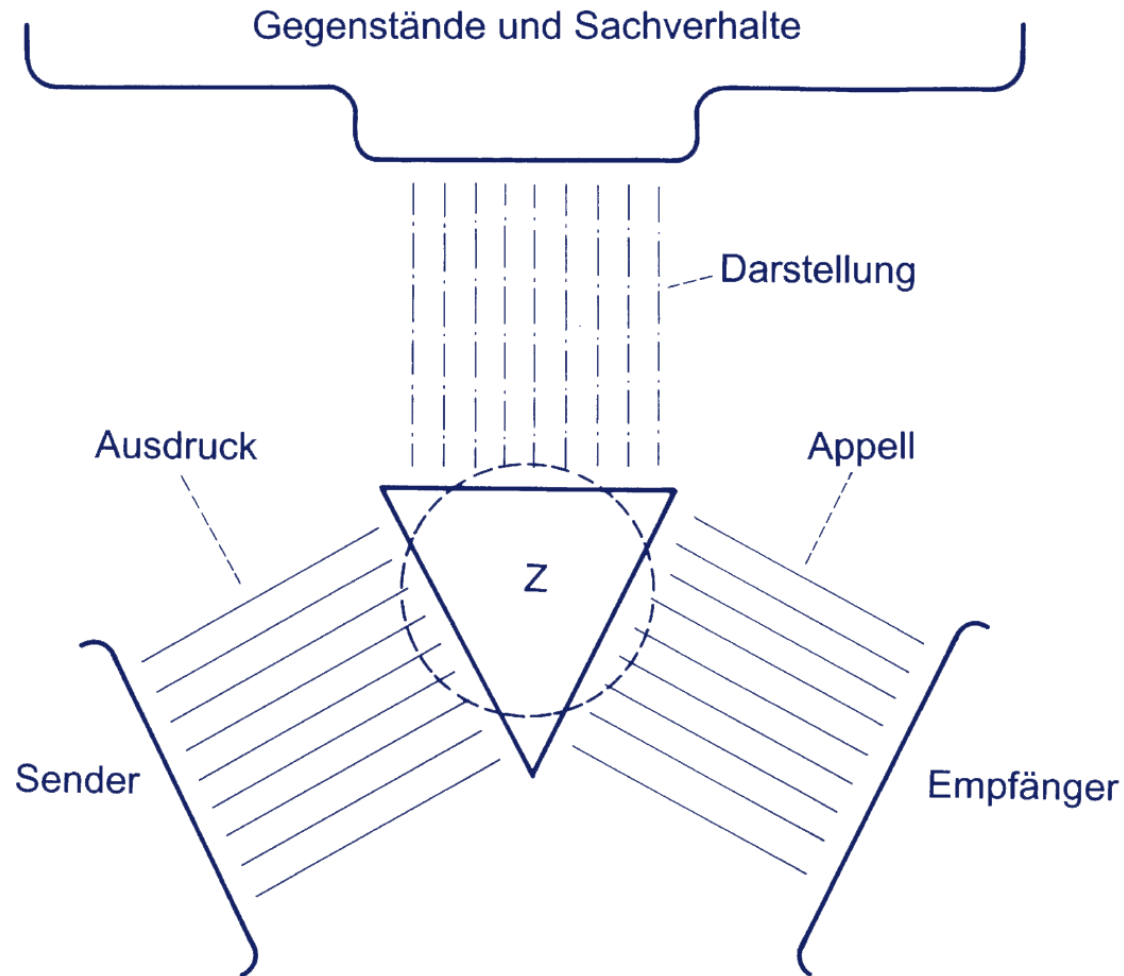 Gegenstände und Sachverhalte
Darstellung
Ausdruck
Appell
Z
Sender
Empfänger